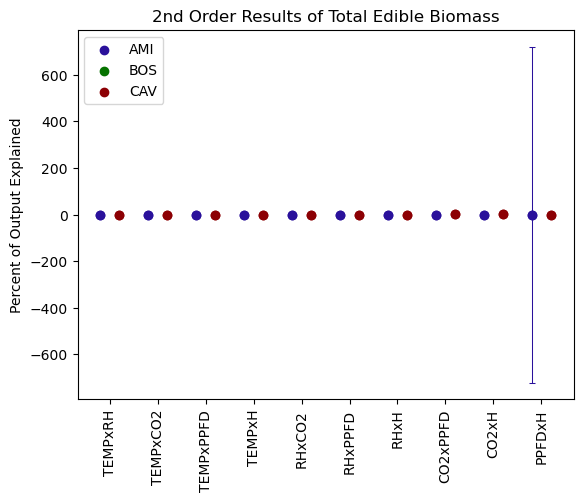 2nd Order Results of Total Edible Biomass
AMI
BOS
CAV
Percent of Output Explained
600
400
200
0
−200
−400
−600
TEMPxRH
TEMPxCO2
TEMPxPPFD
TEMPxH
RHxCO2
RHxPPFD
RHxH
CO2xPPFD
CO2xH
PPFDxH